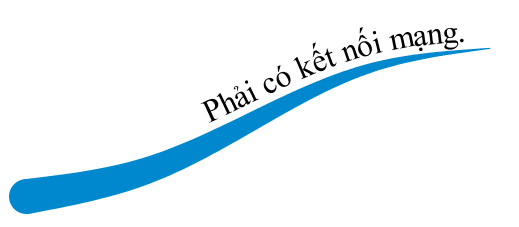 Phải có kết nối mạng.